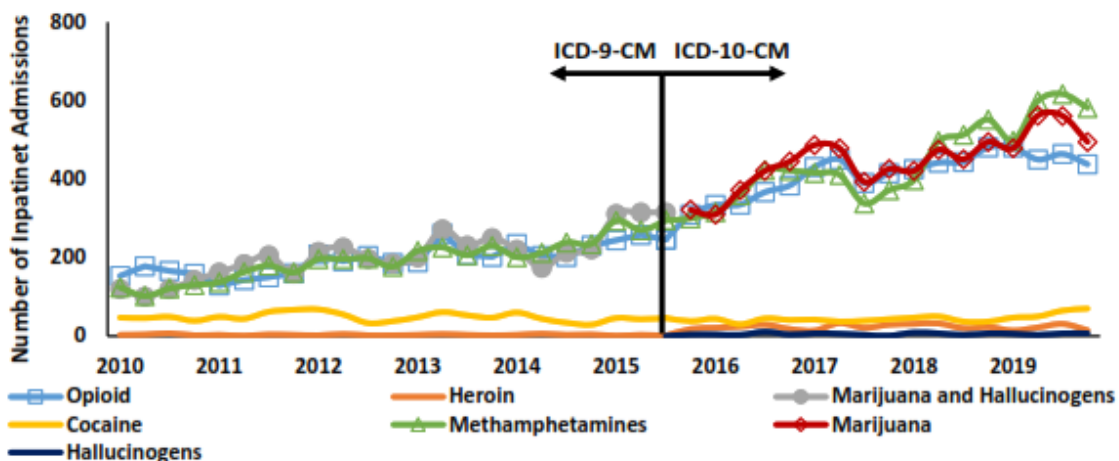 Number of Inpatinet Admissions
800
600
400
200
0
ICD-9-CM ICD-10-CM
2010 2011 2012 2013 2014 2015 2016 2017 2018 2019
Opioid Heroin Marijuana and Hallucinogens
Cocaine Methamphetamines Marijuana
Hallucinogens